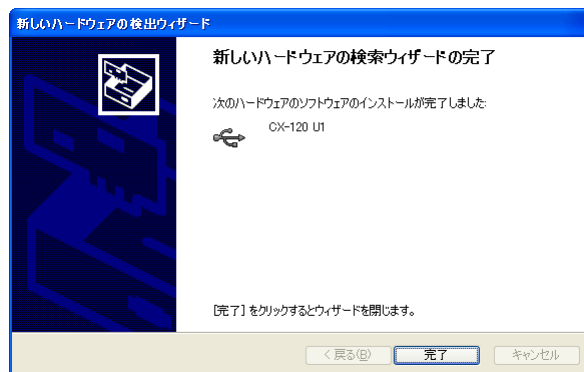 新しいハードウェアの検出ウィザード
新しいハードウェアの検索ウィザードの完了
次のハードウェアのソフトウェアのインストールが完了しました:
CX-120 U1
[完了] をクリックするとウィザードを閉じます。
< 戻る(B)
完了
キャンセル